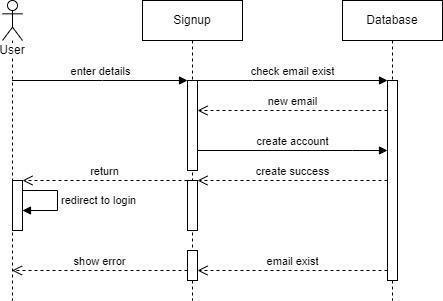 Signup
Database
User
enter details
check email exist
new email
create account
return
create success
redirect to login
show error
email exist